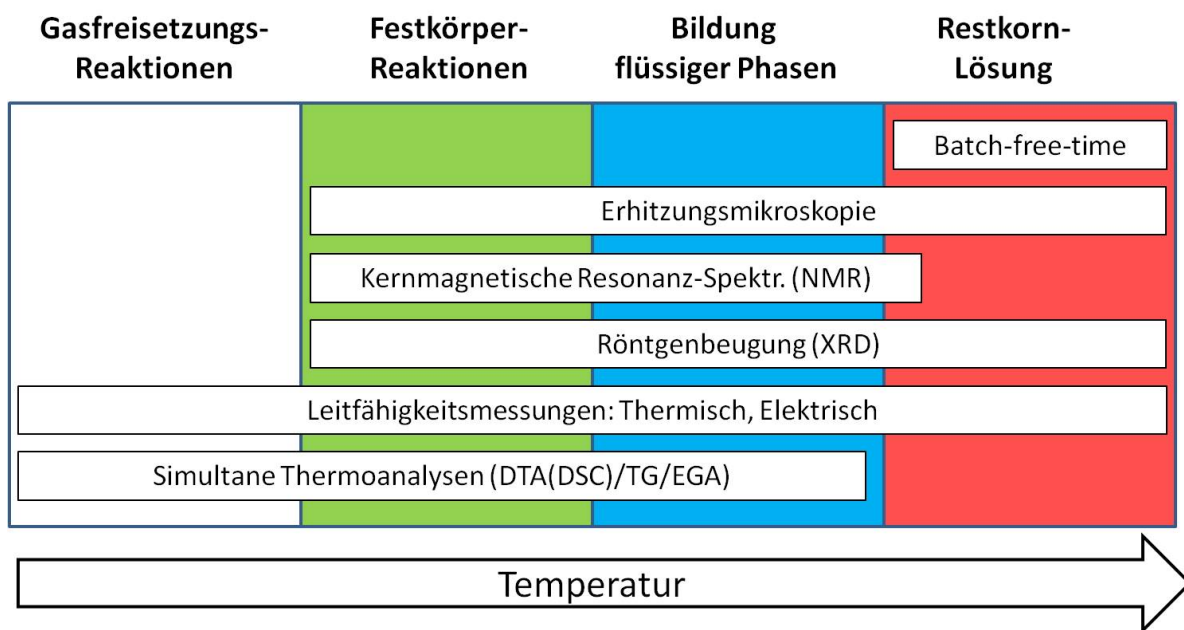 Gasfreisetzungs-
Reaktionen
Festkörper-
Reaktionen
Bildung
flüssiger Phasen
Restkorn-
Lösung
Batch-free-time
Erhitzungsmikroskopie
Kernmagnetische Resonanz-Spektr. (NMR)
Röntgenbeugung (XRD)
Leitfähigkeitsmessungen: Thermisch, Elektrisch
Simultane Thermoanalysen (DTA(DSC)/TG/EGA)
Temperatur